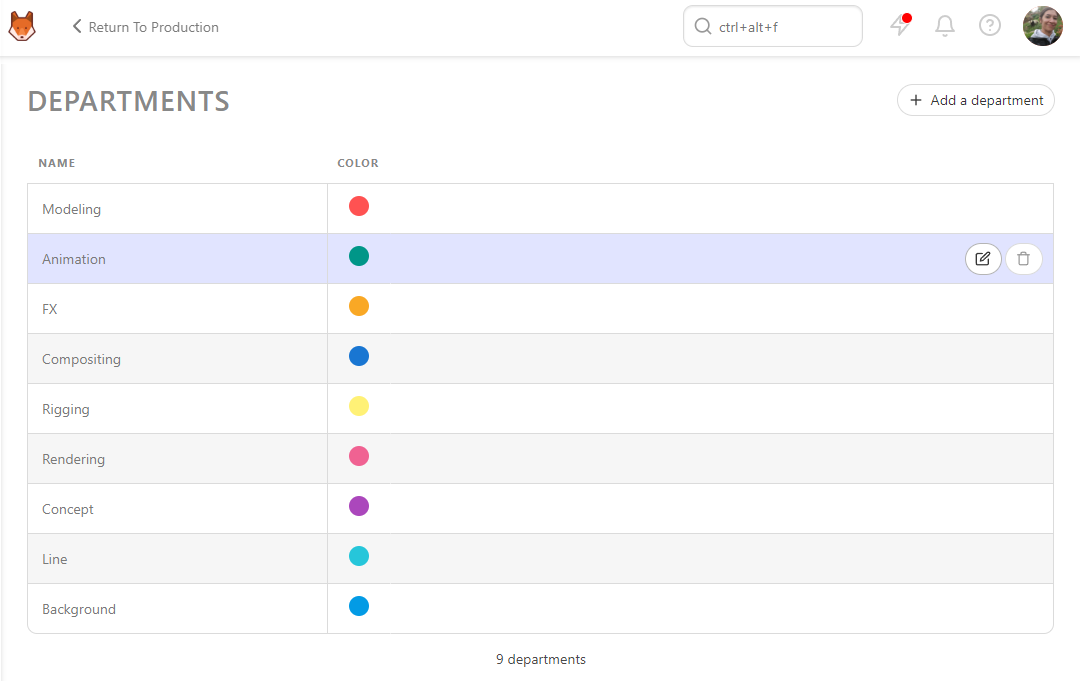 Return To Production
ctrl+alt+f
DEPARTMENTS
Add a department
NAME COLOR
Modeling
Animation
FX
Compositing
Rigging
Rendering
Concept
Line
Background
9 departments